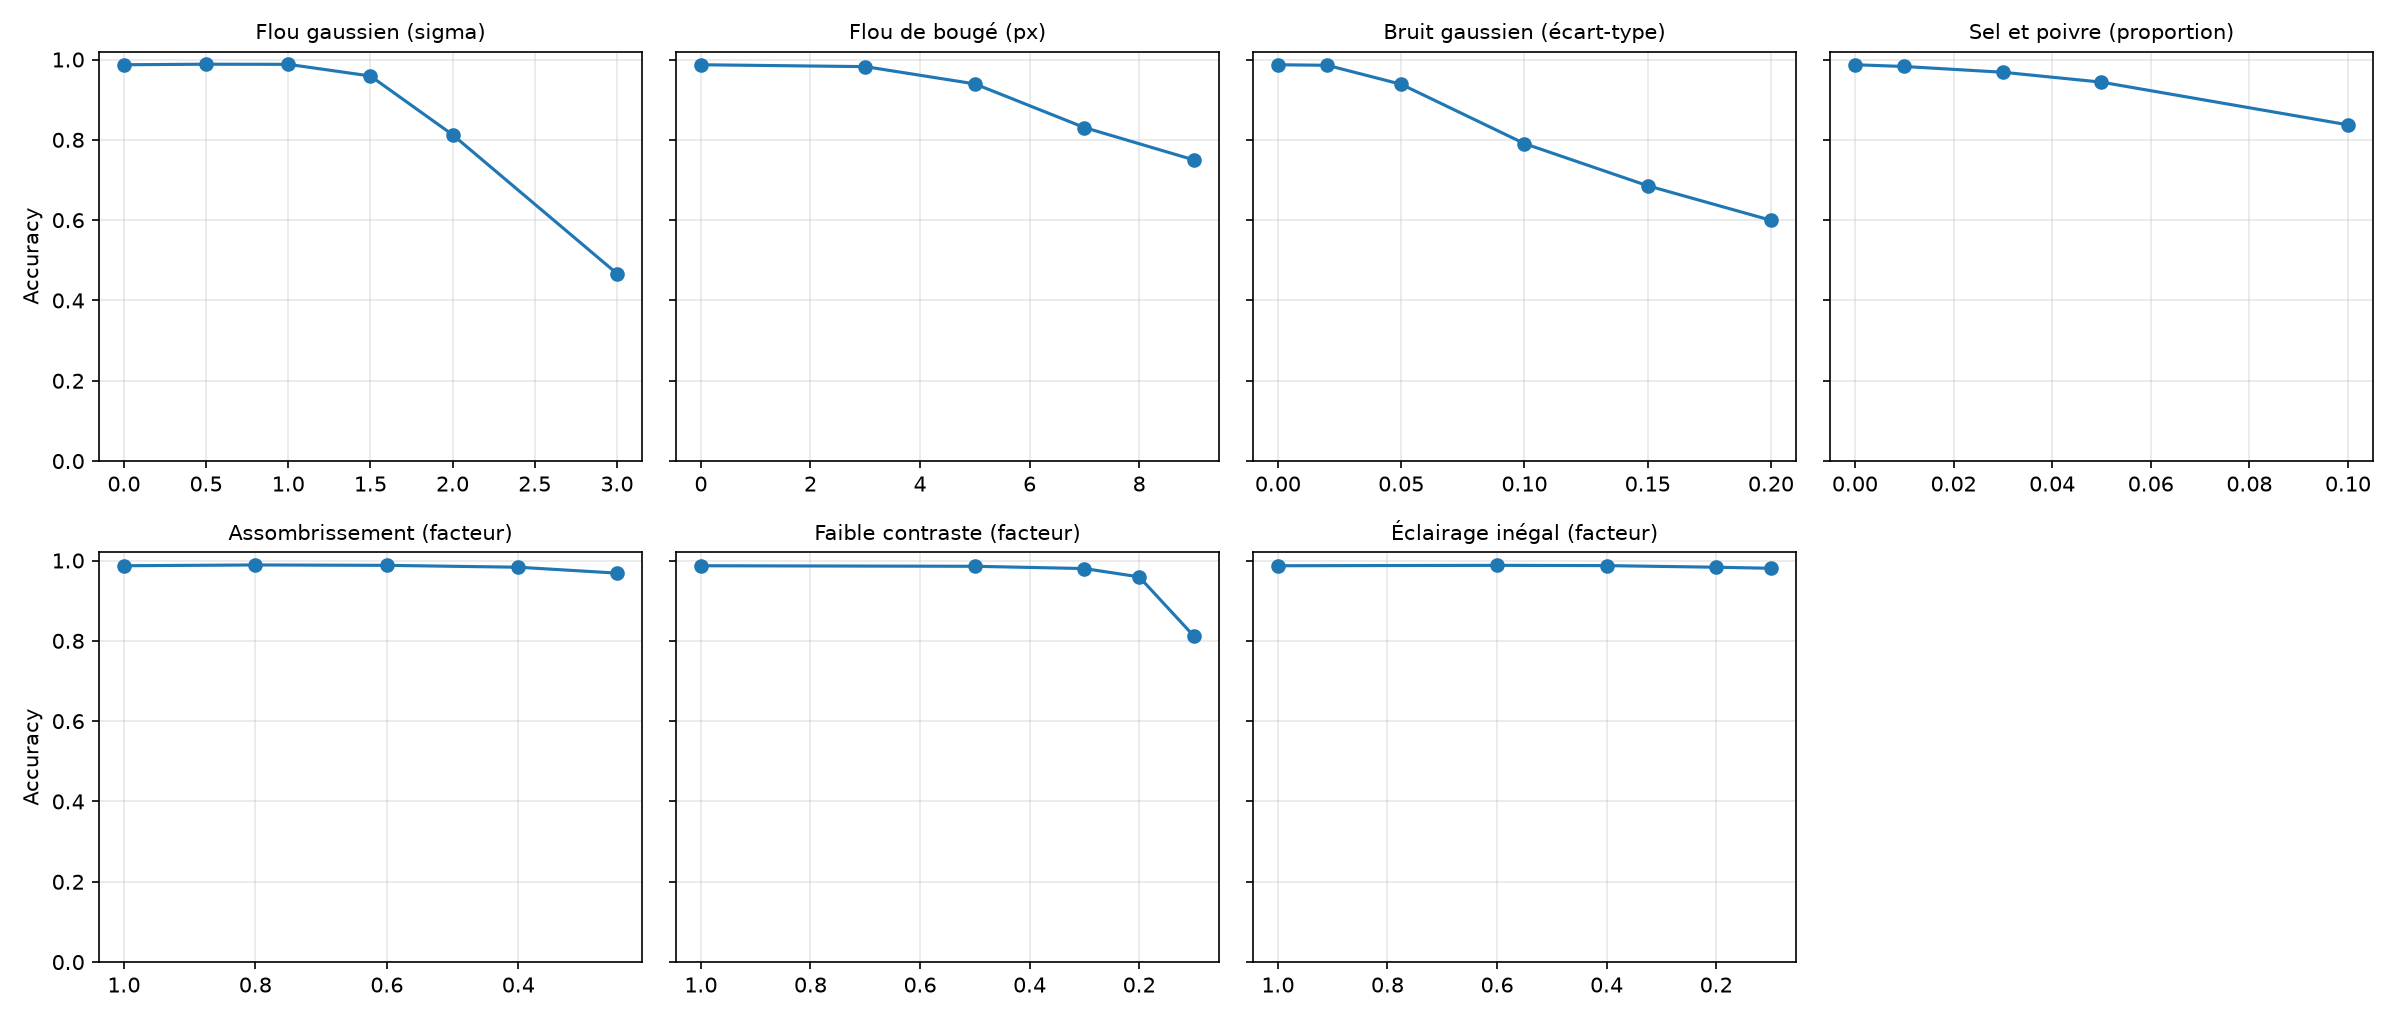 Flou gaussien (sigma)
Flou de bougé (px)
Bruit gaussien (écart-type)
Sel et poivre (proportion)
Accuracy
1.0
0.8
0.6
0.4
0.2
0.0
0.0 0.5 1.0 1.5 2.0 2.5 3.0
0 2 4 6 8
0.00 0.05 0.10 0.15 0.20
0.00 0.02 0.04 0.06 0.08 0.10
Assombrissement (facteur)
Faible contraste (facteur)
Éclairage inégal (facteur)
Accuracy
1.0
0.8
0.6
0.4
0.2
0.0
1.0 0.8 0.6 0.4
1.0 0.8 0.6 0.4 0.2
1.0 0.8 0.6 0.4 0.2